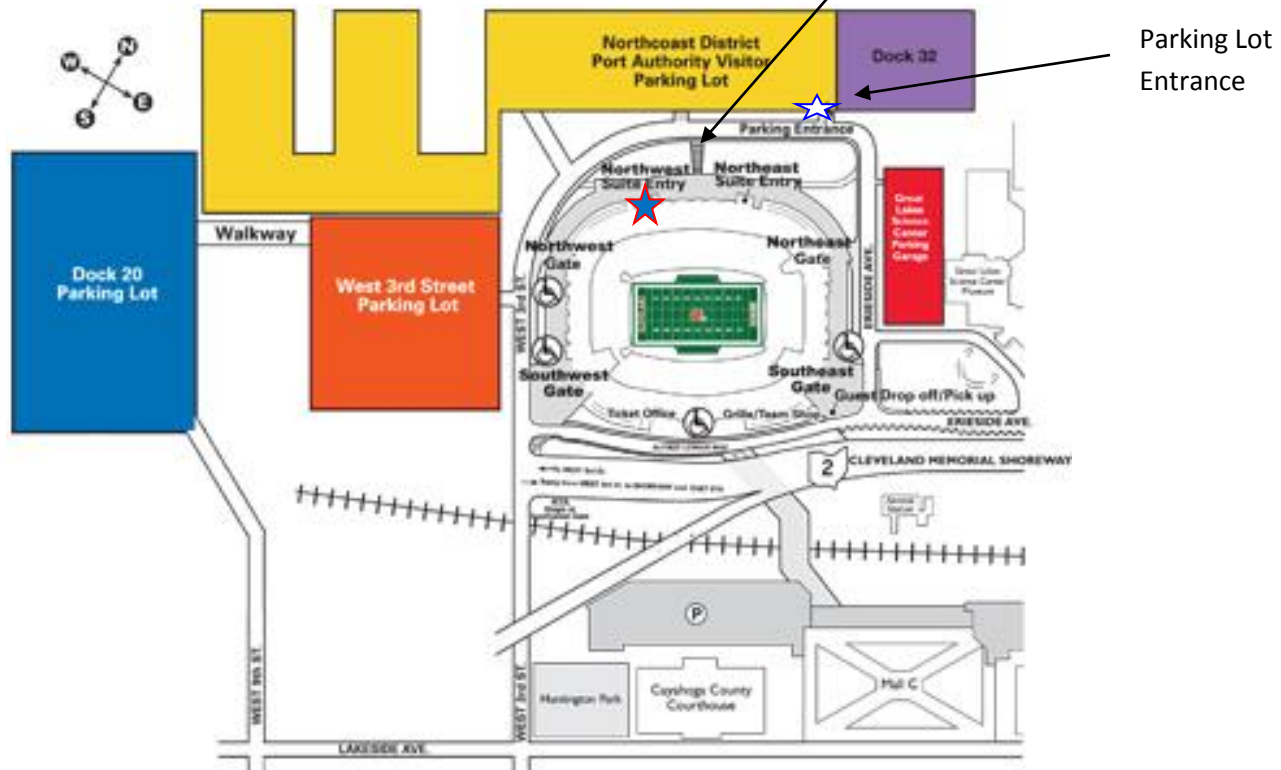 Parking Lot
Entrance
Northcoast District
Port Authority Visitor
Parking Lot
Dock 32
N
W
E
S
Parking Entrance
Northwest
Suite Entry
Northeast
Suite Entry
Great
Lakes
Science
Center
Parking
Garage
Walkway
Northwest
Gate
Northeast
Gate
Dock 20
Parking Lot
West 3rd Street
Parking Lot
Great Lakes
Science Center
Museum
WEST 3rd ST.
ERIESIDE AVE.
Southwest
Gate
Southeast
Gate
Guest Drop off/Pick up
Ticket Office
Grille/Team Shop
ERIESIDE AVE.
2
CLEVELAND MEMORIAL SHOREWAY
P
WEST 9th ST.
WEST 3rd ST.
Huntington Park
Cuyahoga County
Courthouse
Mall C
LAKESIDE AVE.